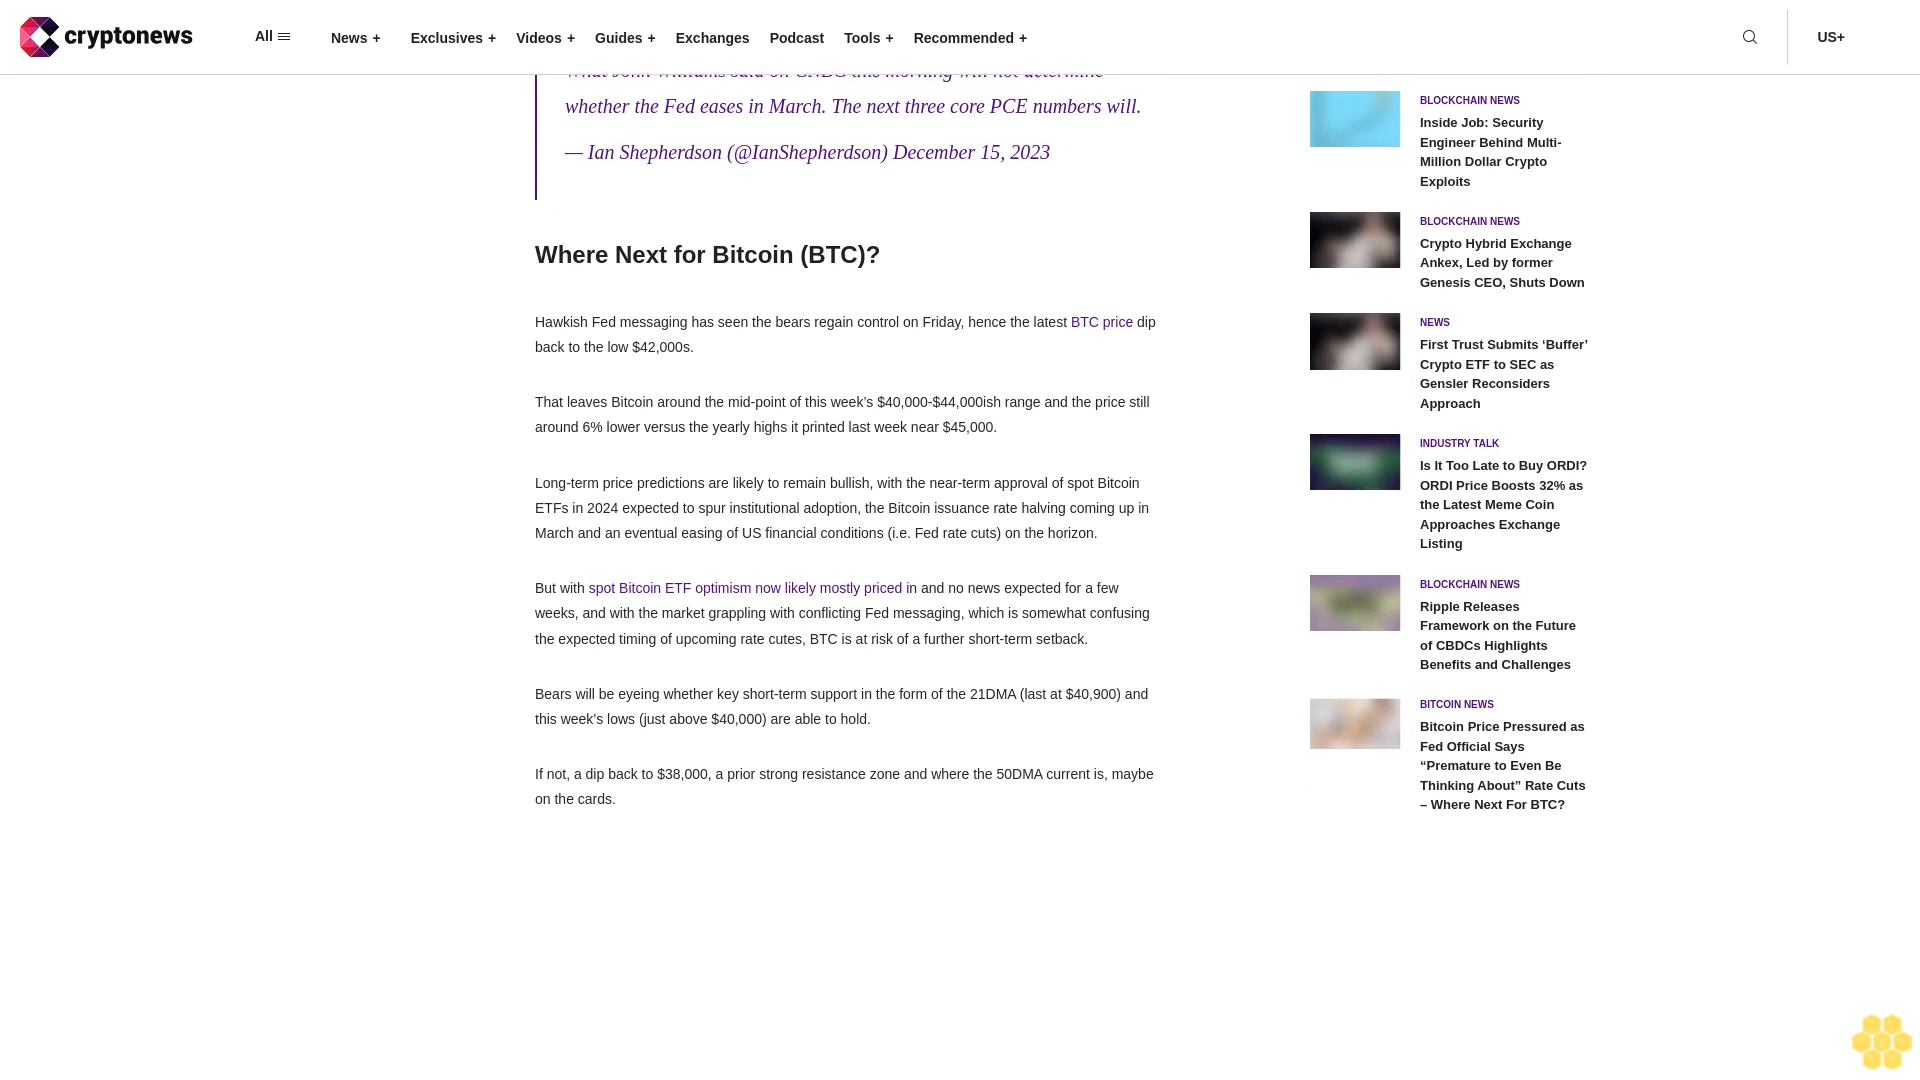 cryptonews
All
News +
Exclusives +
Videos +
Guides +
Exchanges
Podcast
Tools +
Recommended +
US+
What John Williams said on CNBC this morning will not determine
whether the Fed eases in March. The next three core PCE numbers will.
— Ian Shepherdson (@IanShepherdson) December 15, 2023
Where Next for Bitcoin (BTC)?
Hawkish Fed messaging has seen the bears regain control on Friday, hence the latest BTC price dip
back to the low $42,000s.
That leaves Bitcoin around the mid-point of this week’s $40,000-$44,000ish range and the price still
around 6% lower versus the yearly highs it printed last week near $45,000.
Long-term price predictions are likely to remain bullish, with the near-term approval of spot Bitcoin
ETFs in 2024 expected to spur institutional adoption, the Bitcoin issuance rate halving coming up in
March and an eventual easing of US financial conditions (i.e. Fed rate cuts) on the horizon.
But with spot Bitcoin ETF optimism now likely mostly priced in and no news expected for a few
weeks, and with the market grappling with conflicting Fed messaging, which is somewhat confusing
the expected timing of upcoming rate cutes, BTC is at risk of a further short-term setback.
Bears will be eyeing whether key short-term support in the form of the 21DMA (last at $40,900) and
this week’s lows (just above $40,000) are able to hold.
If not, a dip back to $38,000, a prior strong resistance zone and where the 50DMA current is, maybe
on the cards.
BLOCKCHAIN NEWS
Inside Job: Security
Engineer Behind Multi-
Million Dollar Crypto
Exploits
BLOCKCHAIN NEWS
Crypto Hybrid Exchange
Ankex, Led by former
Genesis CEO, Shuts Down
NEWS
First Trust Submits ‘Buffer’
Crypto ETF to SEC as
Gensler Reconsiders
Approach
INDUSTRY TALK
Is It Too Late to Buy ORDI?
ORDI Price Boosts 32% as
the Latest Meme Coin
Approaches Exchange
Listing
BLOCKCHAIN NEWS
Ripple Releases
Framework on the Future
of CBDCs Highlights
Benefits and Challenges
BITCOIN NEWS
Bitcoin Price Pressured as
Fed Official Says
“Premature to Even Be
Thinking About” Rate Cuts
– Where Next For BTC?